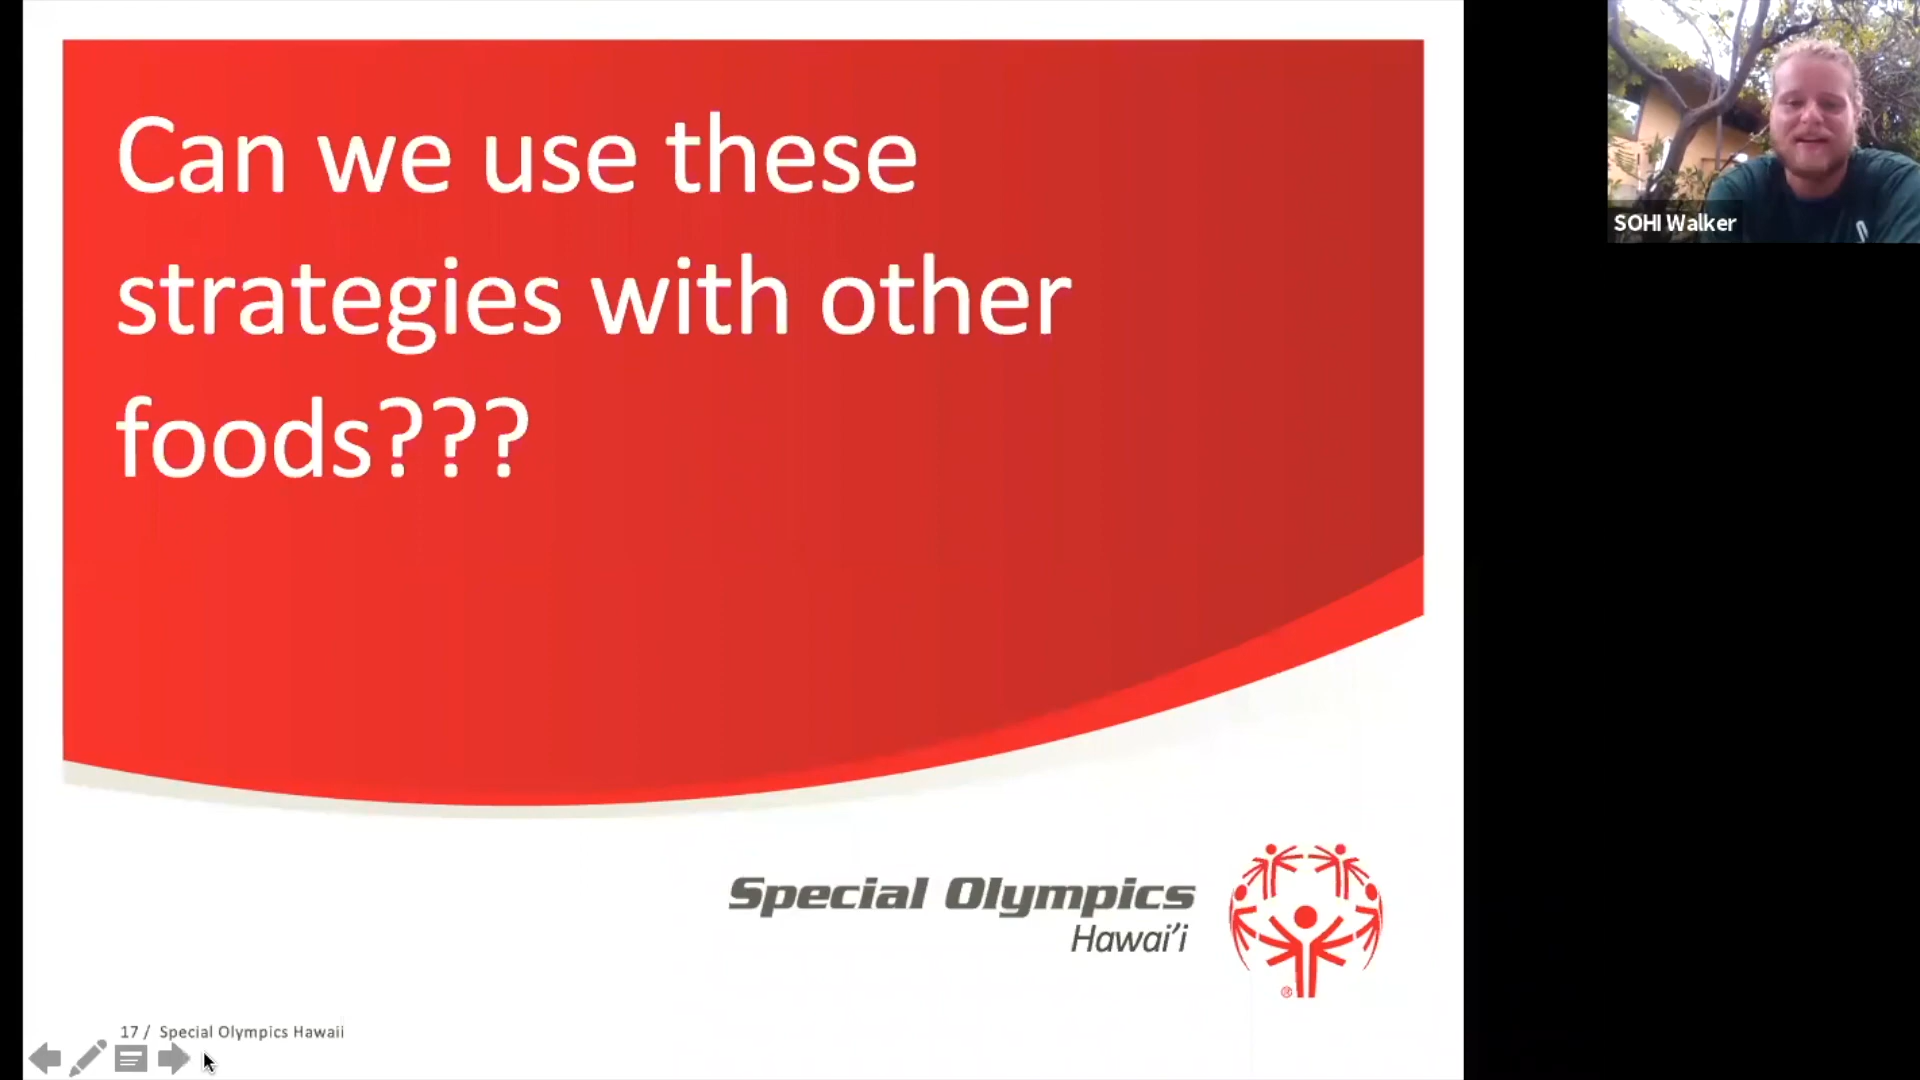 Can we use these
strategies with other
foods???
SOHI Walker
Special Olympics
Hawai'i
®
17 / Special Olympics Hawaii